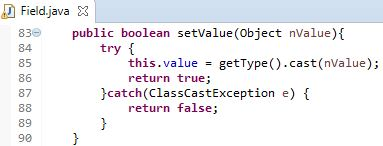 Field.java
83 public boolean setValue(Object nValue){
84 try {
85 this.value = getType().cast(nValue);
86 return true;
87 }catch(ClassCastException e) {
88 return false;
89 }
90 }